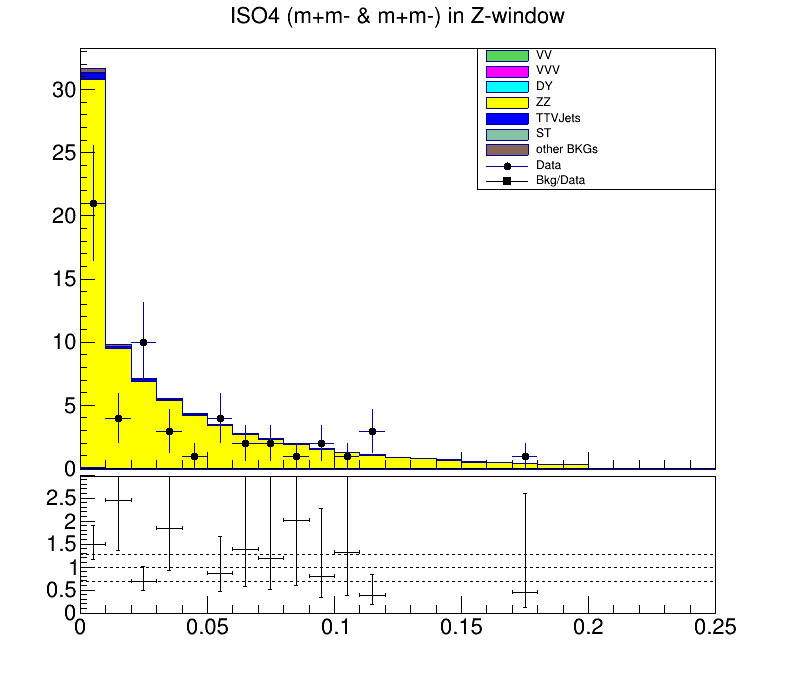 ISO4 (m+m- & m+m-) in Z-window
VV
VVV
DY
ZZ
TTVJets
ST
other BKGs
Data
Bkg/Data
30
25
20
15
10
5
0
2.5
2
1.5
1
0.5
0
0 0.05 0.1 0.15 0.2 0.25